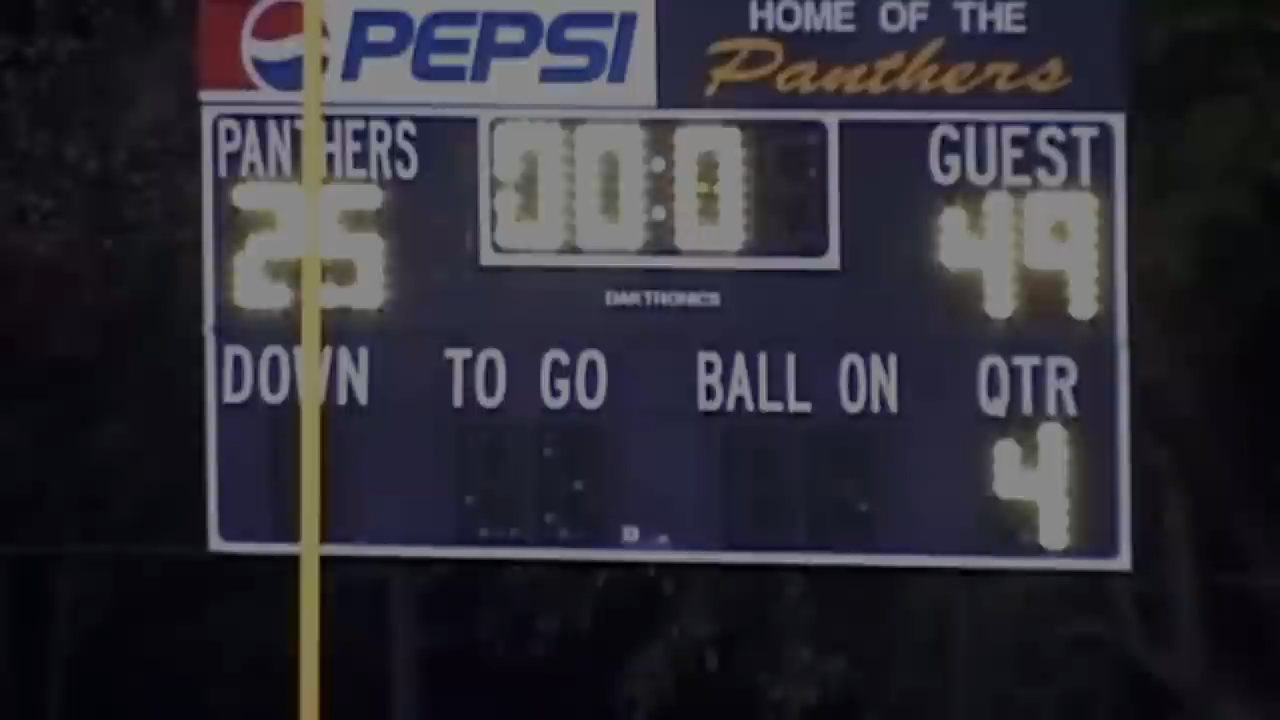 PEPSI
HOME OF THE
Panthers
PANTHERS
00:0
GUEST
25
49
DAKTRONICS
DOWN TO GO BALL ON QTR
4